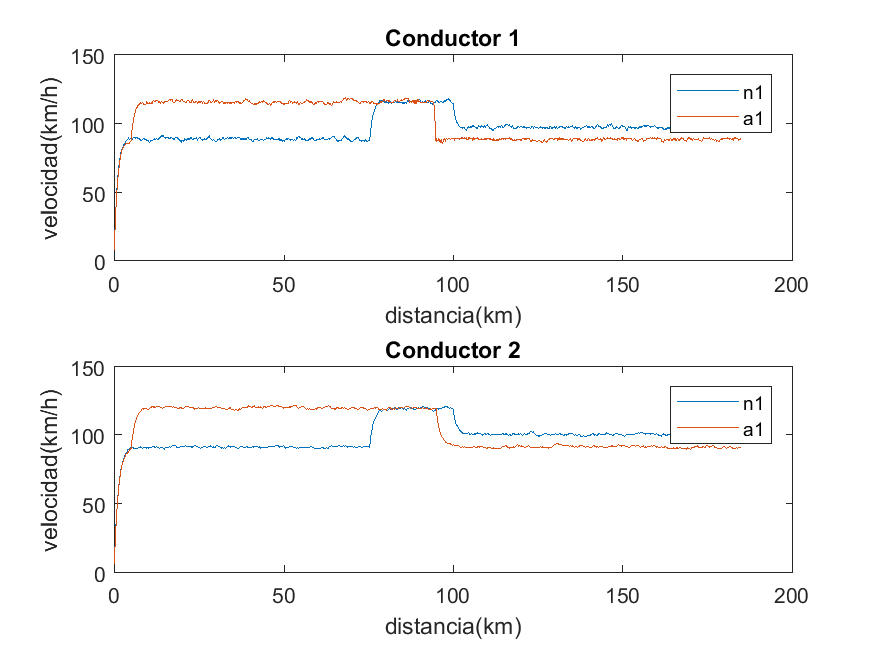 Conductor 1
150
100
50
0
velocidad(km/h)
n1
a1
0 50 100 150 200
distancia(km)
Conductor 2
150
100
50
0
velocidad(km/h)
n1
a1
0 50 100 150 200
distancia(km)